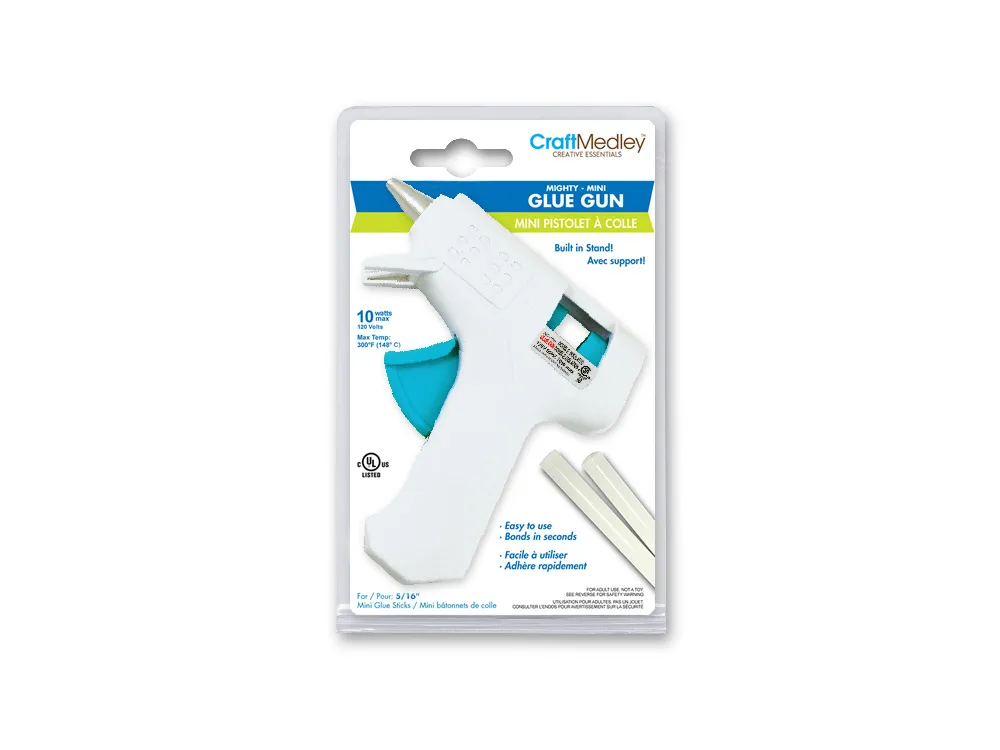 CraftMedley™
CREATIVE ESSENTIALS
MIGHTY - MINI
GLUE GUN
MINI PISTOLET À COLLE
Built in Stand!
Avec support!
10 watts max
120 Volts
Max Temp:
300°F (148° C)
C UL US
LISTED
· Easy to use
· Bonds in seconds
· Facile à utiliser
· Adhère rapidement
For / Pour: 5/16"
Mini Glue Sticks / Mini bâtonnets de colle
FOR ADULT USE, NOT A TOY.
SEE REVERSE FOR SAFETY WARNING
UTILISATION POUR ADULTES, PAS UN JOUET.
CONSULTER L'ENDOS POUR AVERTISSEMENT SUR LA SÉCURITÉ